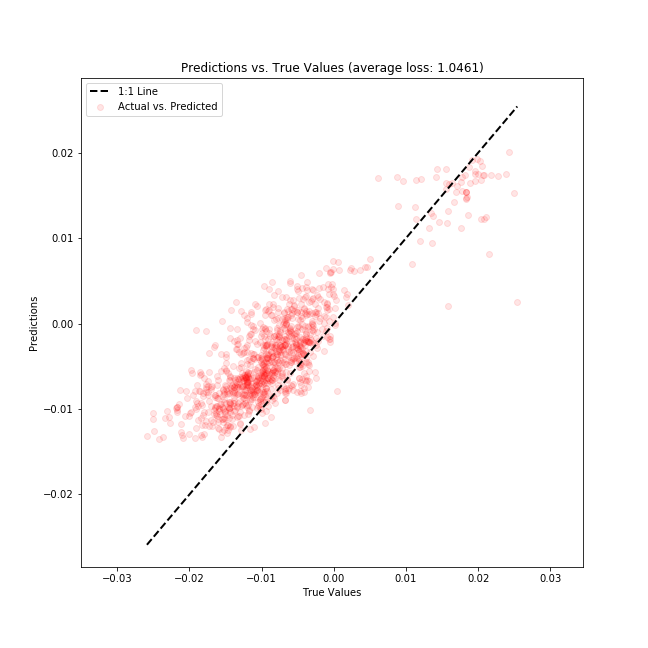 Predictions vs. True Values (average loss: 1.0461)
1:1 Line
Actual vs. Predicted
0.02
0.01
0.00
−0.01
−0.02
Predictions
−0.03 −0.02 −0.01 0.00 0.01 0.02 0.03
True Values